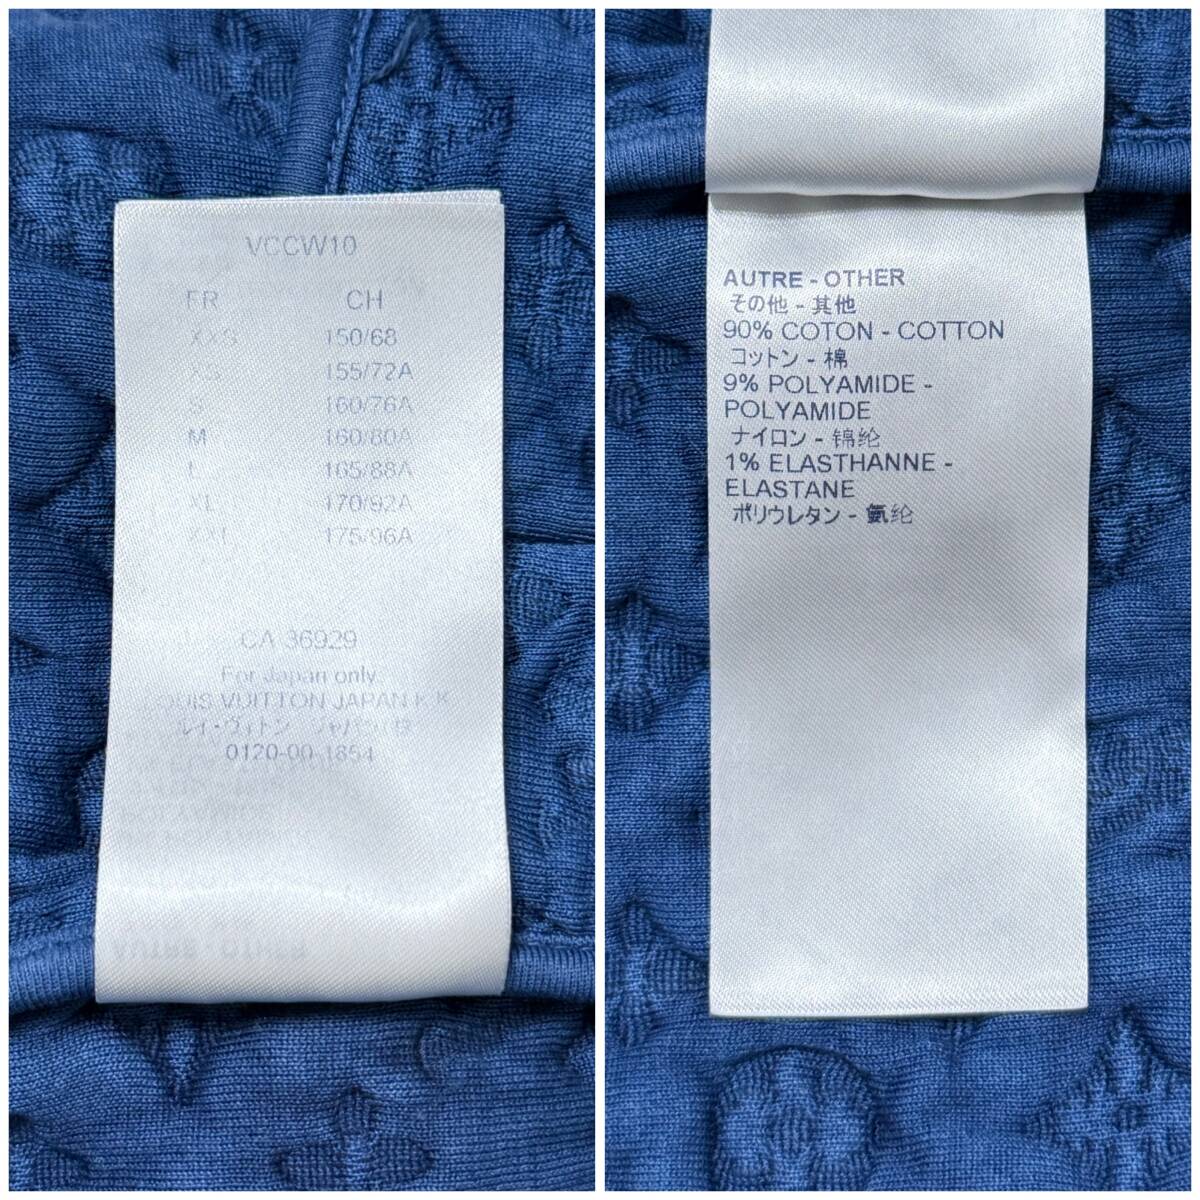 VCCW10
FR CH
XXS 150/68
XS 155/72A
S 160/76A
M 160/80A
L 165/88A
XL 170/92A
XXL 175/96A
CA 36929
For Japan only.
LOUIS VUITTON JAPAN K.K
ルイ・ヴィトン ジャパン(株
0120-00-1854
AUTRE - OTHER
AUTRE - OTHER
その他 - 其他
90% COTON - COTTON
コットン - 棉
9% POLYAMIDE -
POLYAMIDE
ナイロン - 锦纶
1% ELASTHANNE -
ELASTANE
ポリウレタン - 氨纶